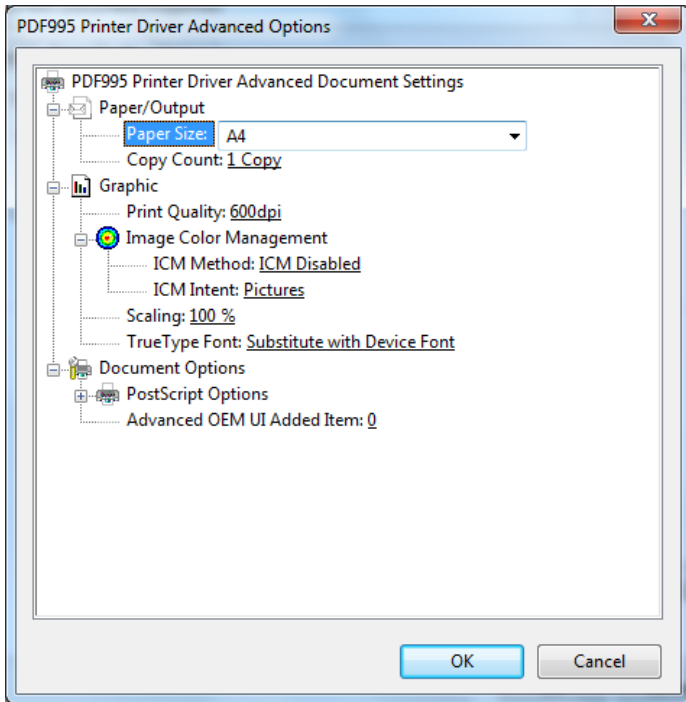 PDF995 Printer Driver Advanced Options
PDF995 Printer Driver Advanced Document Settings
Paper/Output
Paper Size: A4
Copy Count: 1 Copy
Graphic
Print Quality: 600dpi
Image Color Management
ICM Method: ICM Disabled
ICM Intent: Pictures
Scaling: 100 %
TrueType Font: Substitute with Device Font
Document Options
PostScript Options
Advanced OEM UI Added Item: 0
OK Cancel